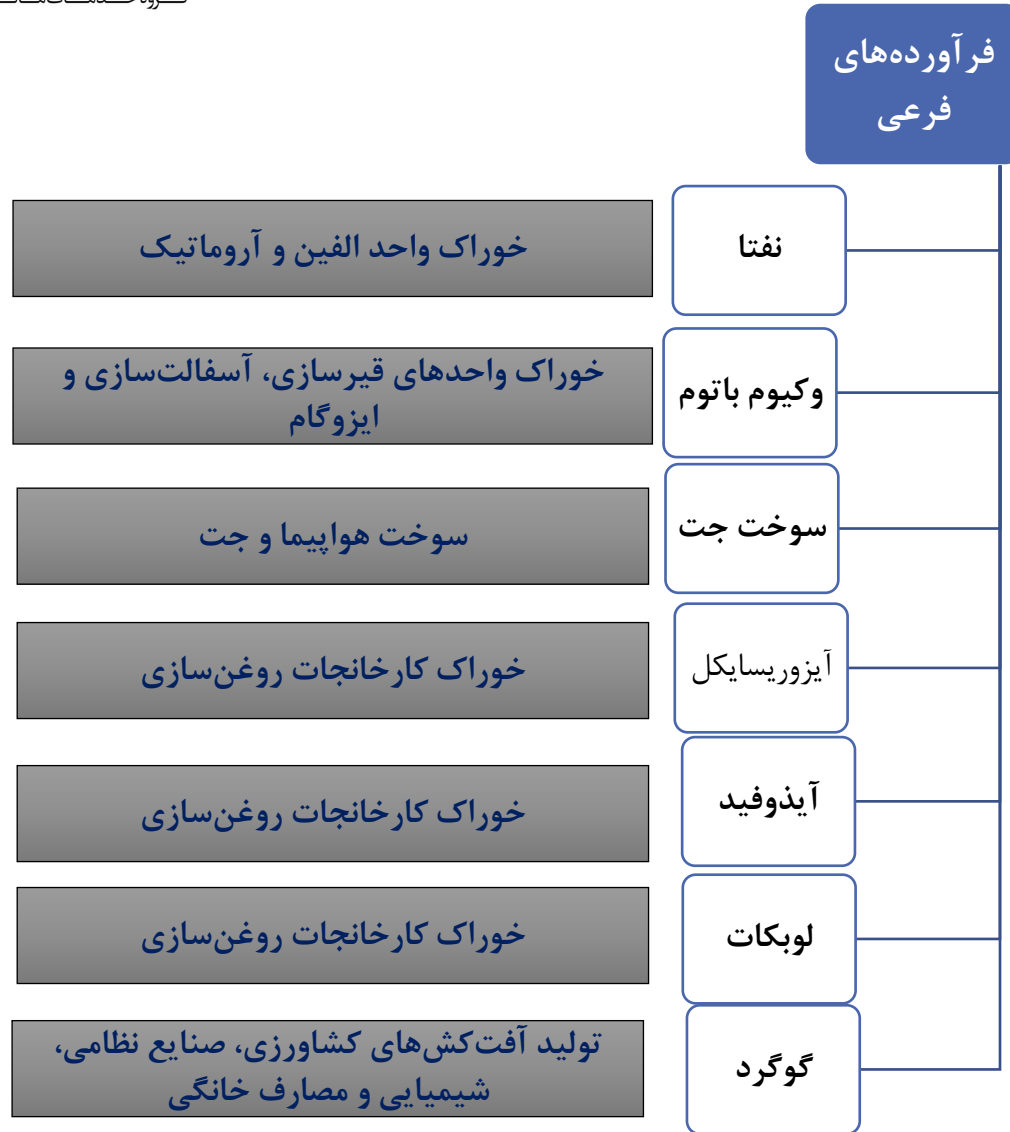 فرآورده‌های
فرعی
نفتا
خوراک واحد الفین و آروماتیک
وکیوم باتوم
خوراک واحدهای قیرسازی، آسفالت‌سازی و
ایزوگام
سوخت جت
سوخت هواپیما و جت
آیزوریسایکل
خوراک کارخانجات روغن‌سازی
آیذوفید
خوراک کارخانجات روغن‌سازی
لوبکات
خوراک کارخانجات روغن‌سازی
گوگرد
تولید آفت‌کش‌های کشاورزی، صنایع نظامی،
شیمیایی و مصارف خانگی